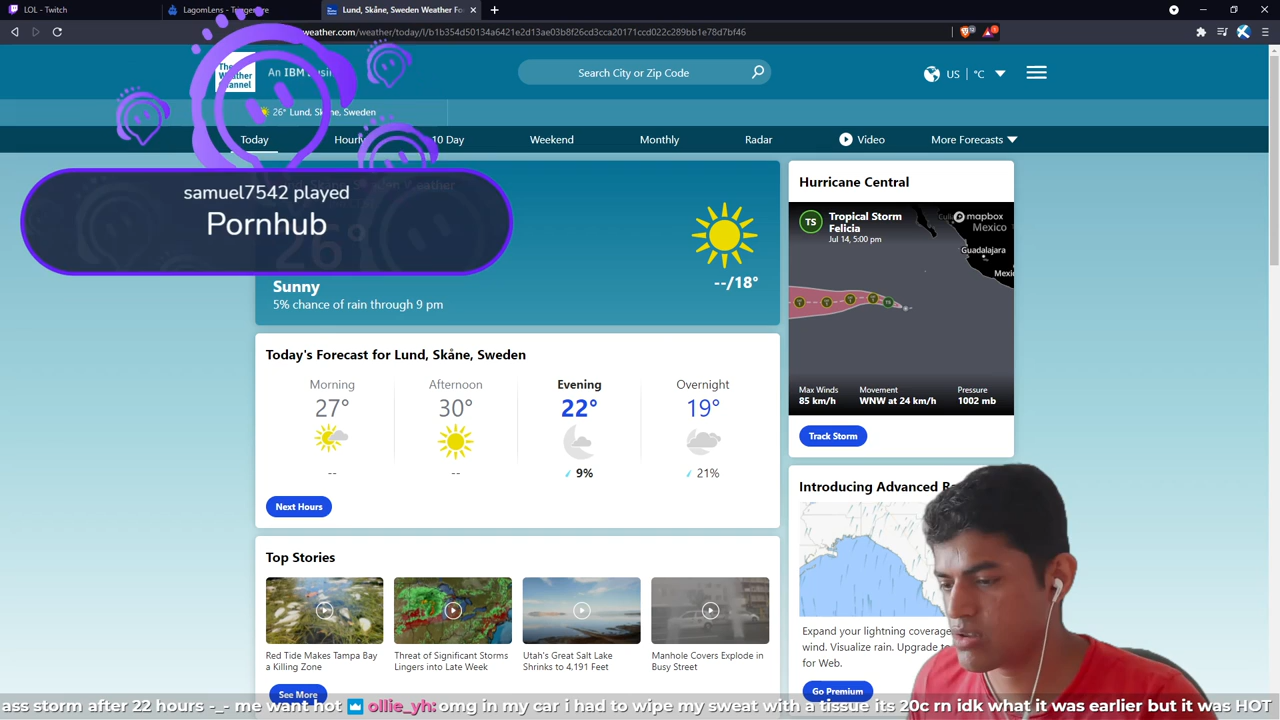 LOL - Twitch
LagomLens - T
Lund, Skåne, Sweden Weather Fo
weather.com/weather/today/l/b1b354d50134a6421e2d13ae03b8f26cd3cca20171ccd022c289bb1e78d7bf46
The Weather Channel
An IBM Busi
Search City or Zip Code
US | °C
26° Lund, Skåne, Sweden
Today
Hourly
10 Day
Weekend
Monthly
Radar
Video
More Forecasts
samuel7542 played
Pornhub
Sunny
5% chance of rain through 9 pm
--/18°
Hurricane Central
TS
Tropical Storm
Felicia
Jul 14, 5:00 pm
mapbox
Mexico
Guadalajara
Max Winds
85 km/h
Movement
WNW at 24 km/h
Pressure
1002 mb
Track Storm
Today's Forecast for Lund, Skåne, Sweden
Morning
27°
--
Afternoon
30°
--
Evening
22°
9%
Overnight
19°
21%
Next Hours
Introducing Advanced
Expand your lightning coverage
wind. Visualize rain. Upgrade to
for Web.
Go Premium
Top Stories
Red Tide Makes Tampa Bay
a Killing Zone
Threat of Significant Storms
Lingers into Late Week
Utah's Great Salt Lake
Shrinks to 4,191 Feet
Manhole Covers Explode in
Busy Street
See More
ass storm after 22 hours -_- me want hot ollie_yh: omg in my car i had to wipe my sweat with a tissue its 20c rn idk what it was earlier but it was HOT